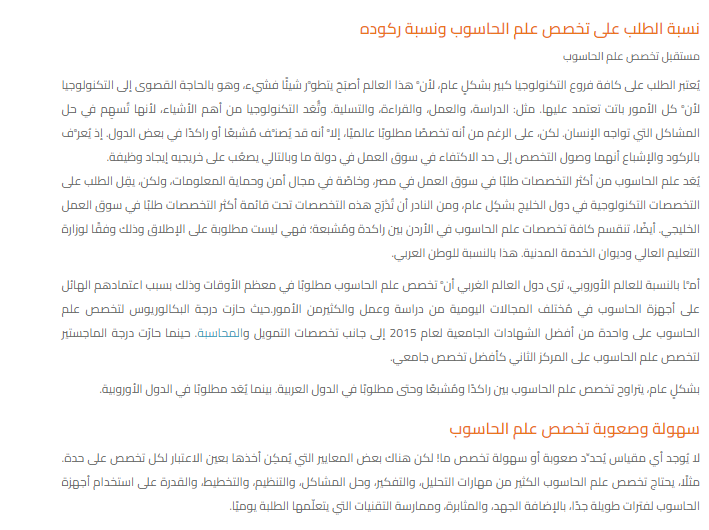 نسبة الطلب على تخصص علم الحاسوب ونسبة ركوده
مستقبل تخصص علم الحاسوب
يُعتبر الطلب على كافة فروع التكنولوجيا كبير بشكلٍ عام، لأنّ هذا العالم أصبَحَ يتطوّر شيئًا فشيء، وهو بالحاجة القصوى إلى التكنولوجيا
لأنّ كل الأمور باتت تعتمد عليها. مثل: الدراسة، والعمل، والقراءة، والتسلية. وتُعد التكنولوجيا من أهم الأشياء، لأنها تُسهِم في حل
المشاكل التي تواجه الإنسان. لكن، على الرغم من أنه تخصصًا مطلوبًا عالميًا، إلاّ أنه قد يُصنّف مُشبعًا أو راكدًا في بعض الدول. إذ يُعرّف
بالركود والإشباع أنهما وصول التخصص إلى حد الاكتفاء في سوق العمل في دولة ما وبالتالي يصعُب على خريجيه إيجاد وظيفة.
يُعد علم الحاسوب من أكثر التخصصات طلبًا في سوق العمل في مصر، وخاصّة في مجال أمن وحماية المعلومات، ولكن، يقِل الطلب على
التخصصات التكنولوجية في دول الخليج بشكلٍ عام، ومن النادر أن تُدْرَج هذه التخصصات تحت قائمة أكثر التخصصات طلبًا في سوق العمل
الخليجي. أيضًا، تنقسم كافة تخصصات علم الحاسوب في الأردن بين راكدة ومُشبعة؛ فهي ليست مطلوبة على الإطلاق وذلك وفقًا لوزارة
التعليم العالي وديوان الخدمة المدنية. هذا بالنسبة للوطن العربي.
أمّا بالنسبة للعالم الأوروبي، ترى دول العالم الغربي أنّ تخصص علم الحاسوب مطلوبًا في معظم الأوقات وذلك بسبب اعتمادهم الهائل
على أجهزة الحاسوب في مُختلف المجالات اليومية من دراسة وعمل والكثيرمن الأمور.حيث حازت درجة البكالوريوس لتخصص علم
الحاسوب على واحدة من أفضل الشهادات الجامعية لعام 2015 إلى جانب تخصصات التمويل والمحاسبة. حينما حازت درجة الماجستير
لتخصص علم الحاسوب على المركز الثاني كأفضل تخصص جامعي.
بشكلٍ عام، يتراوح تخصص علم الحاسوب بين راكدًا ومُشبعًا وحتى مطلوبًا في الدول العربية. بينما يُعَد مطلوبًا في الدول الأوروبية.
سهولة وصعوبة تخصص علم الحاسوب
لا يُوجد أي مقياس يُحدّد صعوبة أو سهولة تخصص ما! لكن هناك بعض المعايير التي يُمكِن أخذها بعين الاعتبار لكل تخصص على حدة.
مثلًا، يحتاج تخصص علم الحاسوب الكثير من مهارات التحليل، والتفكير، وحل المشاكل، والتنظيم، والتخطيط، والقدرة على استخدام أجهزة
الحاسوب لفترات طويلة جدًا، بالإضافة الجهد، والمثابرة، وممارسة التقنيات التي يتعلّمها الطلبة يوميًا.